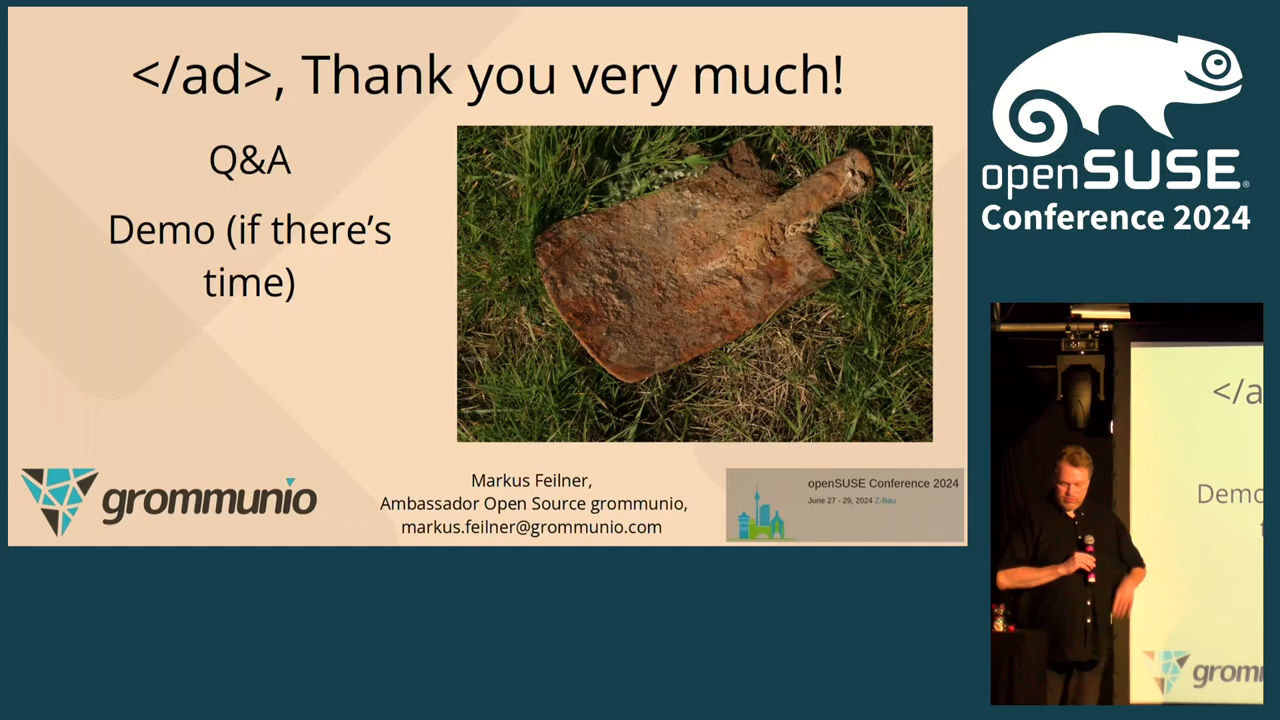 </ad>, Thank you very much!
Q&A
Demo (if there's
time)
grommunio
Markus Feilner,
Ambassador Open Source grommunio,
markus.feilner@grommunio.com
openSUSE Conference 2024
June 27 - 29, 2024 Z-Bau
openSUSE®
Conference 2024
</a
Demo
t
grommu